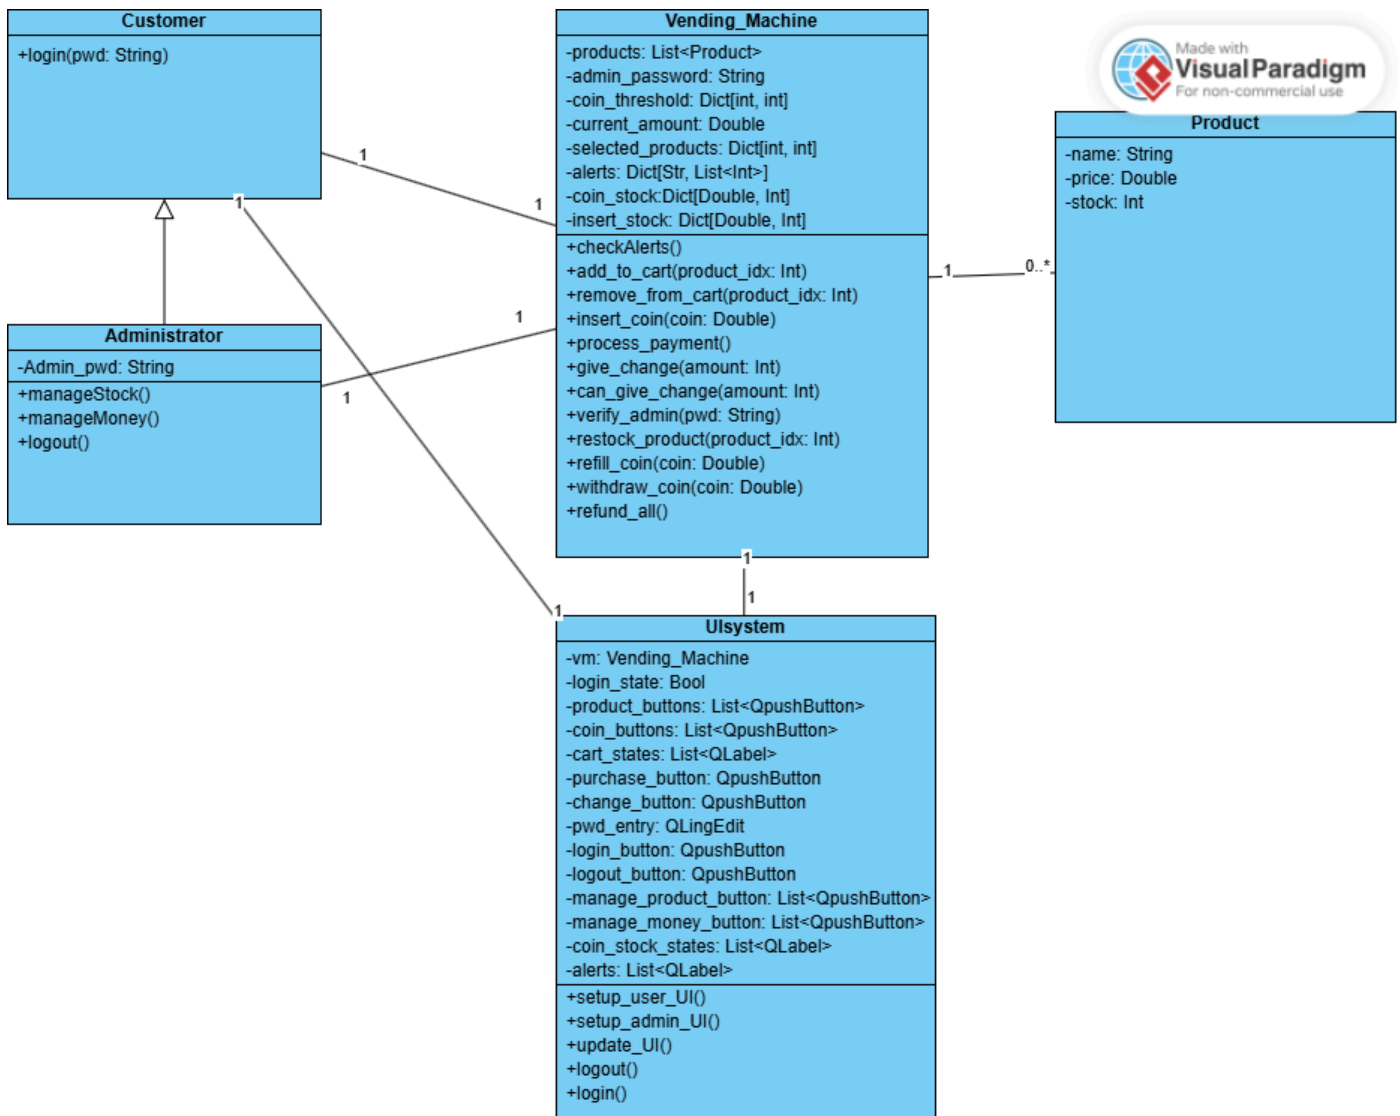 Customer
+login(pwd: String)
1
1
1
Administrator
-Admin_pwd: String
+manageStock()
+manageMoney()
+logout()
1
1
Vending_Machine
-products: List<Product>
-admin_password: String
-coin_threshold: Dict[int, int]
-current_amount: Double
-selected_products: Dict[int, int]
-alerts: Dict[Str, List<Int>]
-coin_stock:Dict[Double, Int]
-insert_stock: Dict[Double, Int]
+checkAlerts()
+add_to_cart(product_idx: Int)
+remove_from_cart(product_idx: Int)
+insert_coin(coin: Double)
+process_payment()
+give_change(amount: Int)
+can_give_change(amount: Int)
+verify_admin(pwd: String)
+restock_product(product_idx: Int)
+refill_coin(coin: Double)
+withdraw_coin(coin: Double)
+refund_all()
1
0..*
Made with
Visual Paradigm
For non-commercial use
Product
-name: String
-price: Double
-stock: Int
1
1
1
UIsystem
-vm: Vending_Machine
-login_state: Bool
-product_buttons: List<QpushButton>
-coin_buttons: List<QpushButton>
-cart_states: List<QLabel>
-purchase_button: QpushButton
-change_button: QpushButton
-pwd_entry: QLingEdit
-login_button: QpushButton
-logout_button: QpushButton
-manage_product_button: List<QpushButton>
-manage_money_button: List<QpushButton>
-coin_stock_states: List<QLabel>
-alerts: List<QLabel>
+setup_user_UI()
+setup_admin_UI()
+update_UI()
+logout()
+login()